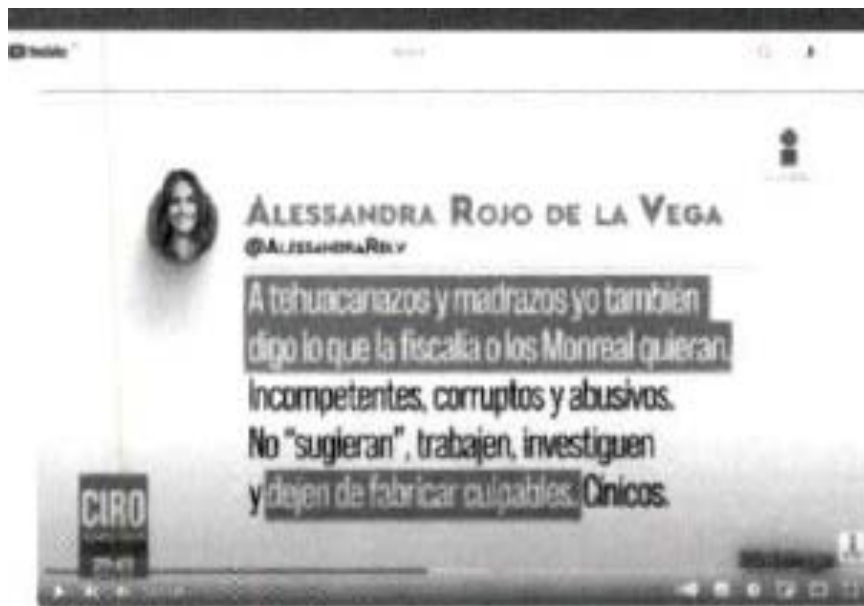 ALESSANDRA ROJO DE LA VEGA
@ALESSANDRARDLV
A tehuacanazos y madrazos yo también
digo lo que la fiscalía o los Monreal quieran.
Incompetentes, corruptos y abusivos.
No "sugieran", trabajen, investiguen
y dejen de fabricar culpables. Cínicos.
CIRO